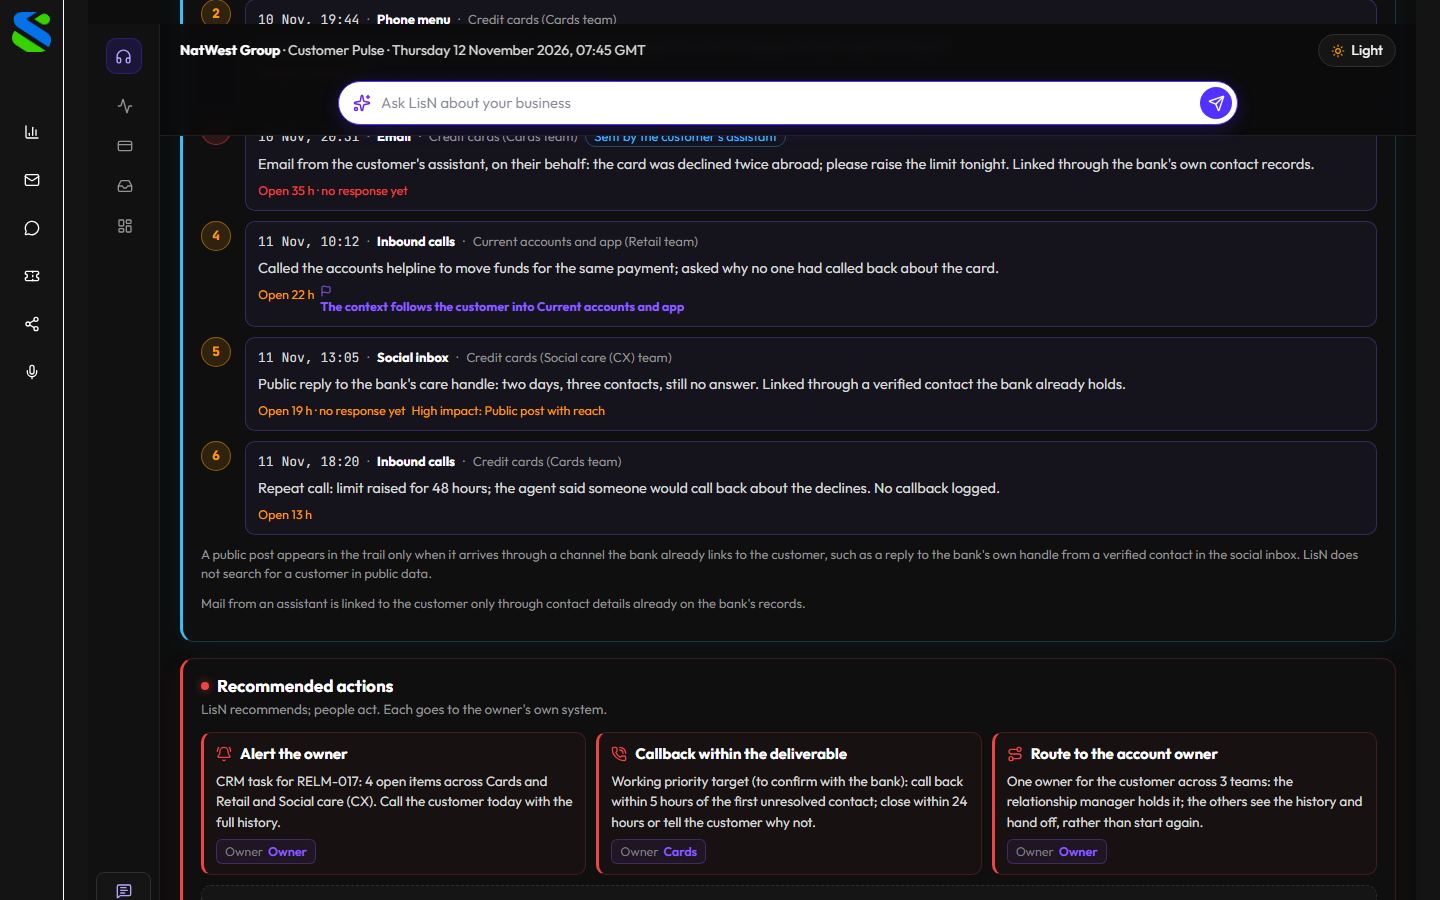 2
10 Nov, 19:44 · Phone menu · Credit cards (Cards team)
NatWest Group · Customer Pulse · Thursday 12 November 2026, 07:45 GMT
Light
Ask LisN about your business
10 Nov, 20:31 · Email · Credit cards (Cards team) Sent by the customer's assistant
Email from the customer's assistant, on their behalf: the card was declined twice abroad; please raise the limit tonight. Linked through the bank's own contact records.
Open 35 h · no response yet
4
11 Nov, 10:12 · Inbound calls · Current accounts and app (Retail team)
Called the accounts helpline to move funds for the same payment; asked why no one had called back about the card.
Open 22 h
The context follows the customer into Current accounts and app
5
11 Nov, 13:05 · Social inbox · Credit cards (Social care (CX) team)
Public reply to the bank's care handle: two days, three contacts, still no answer. Linked through a verified contact the bank already holds.
Open 19 h · no response yet High impact: Public post with reach
6
11 Nov, 18:20 · Inbound calls · Credit cards (Cards team)
Repeat call: limit raised for 48 hours; the agent said someone would call back about the declines. No callback logged.
Open 13 h
A public post appears in the trail only when it arrives through a channel the bank already links to the customer, such as a reply to the bank's own handle from a verified contact in the social inbox. LisN does
not search for a customer in public data.
Mail from an assistant is linked to the customer only through contact details already on the bank's records.
Recommended actions
LisN recommends; people act. Each goes to the owner's own system.
Alert the owner
CRM task for RELM-017: 4 open items across Cards and
Retail and Social care (CX). Call the customer today with the
full history.
Owner Owner
Callback within the deliverable
Working priority target (to confirm with the bank): call back
within 5 hours of the first unresolved contact; close within 24
hours or tell the customer why not.
Owner Cards
Route to the account owner
One owner for the customer across 3 teams: the
relationship manager holds it; the others see the history and
hand off, rather than start again.
Owner Owner